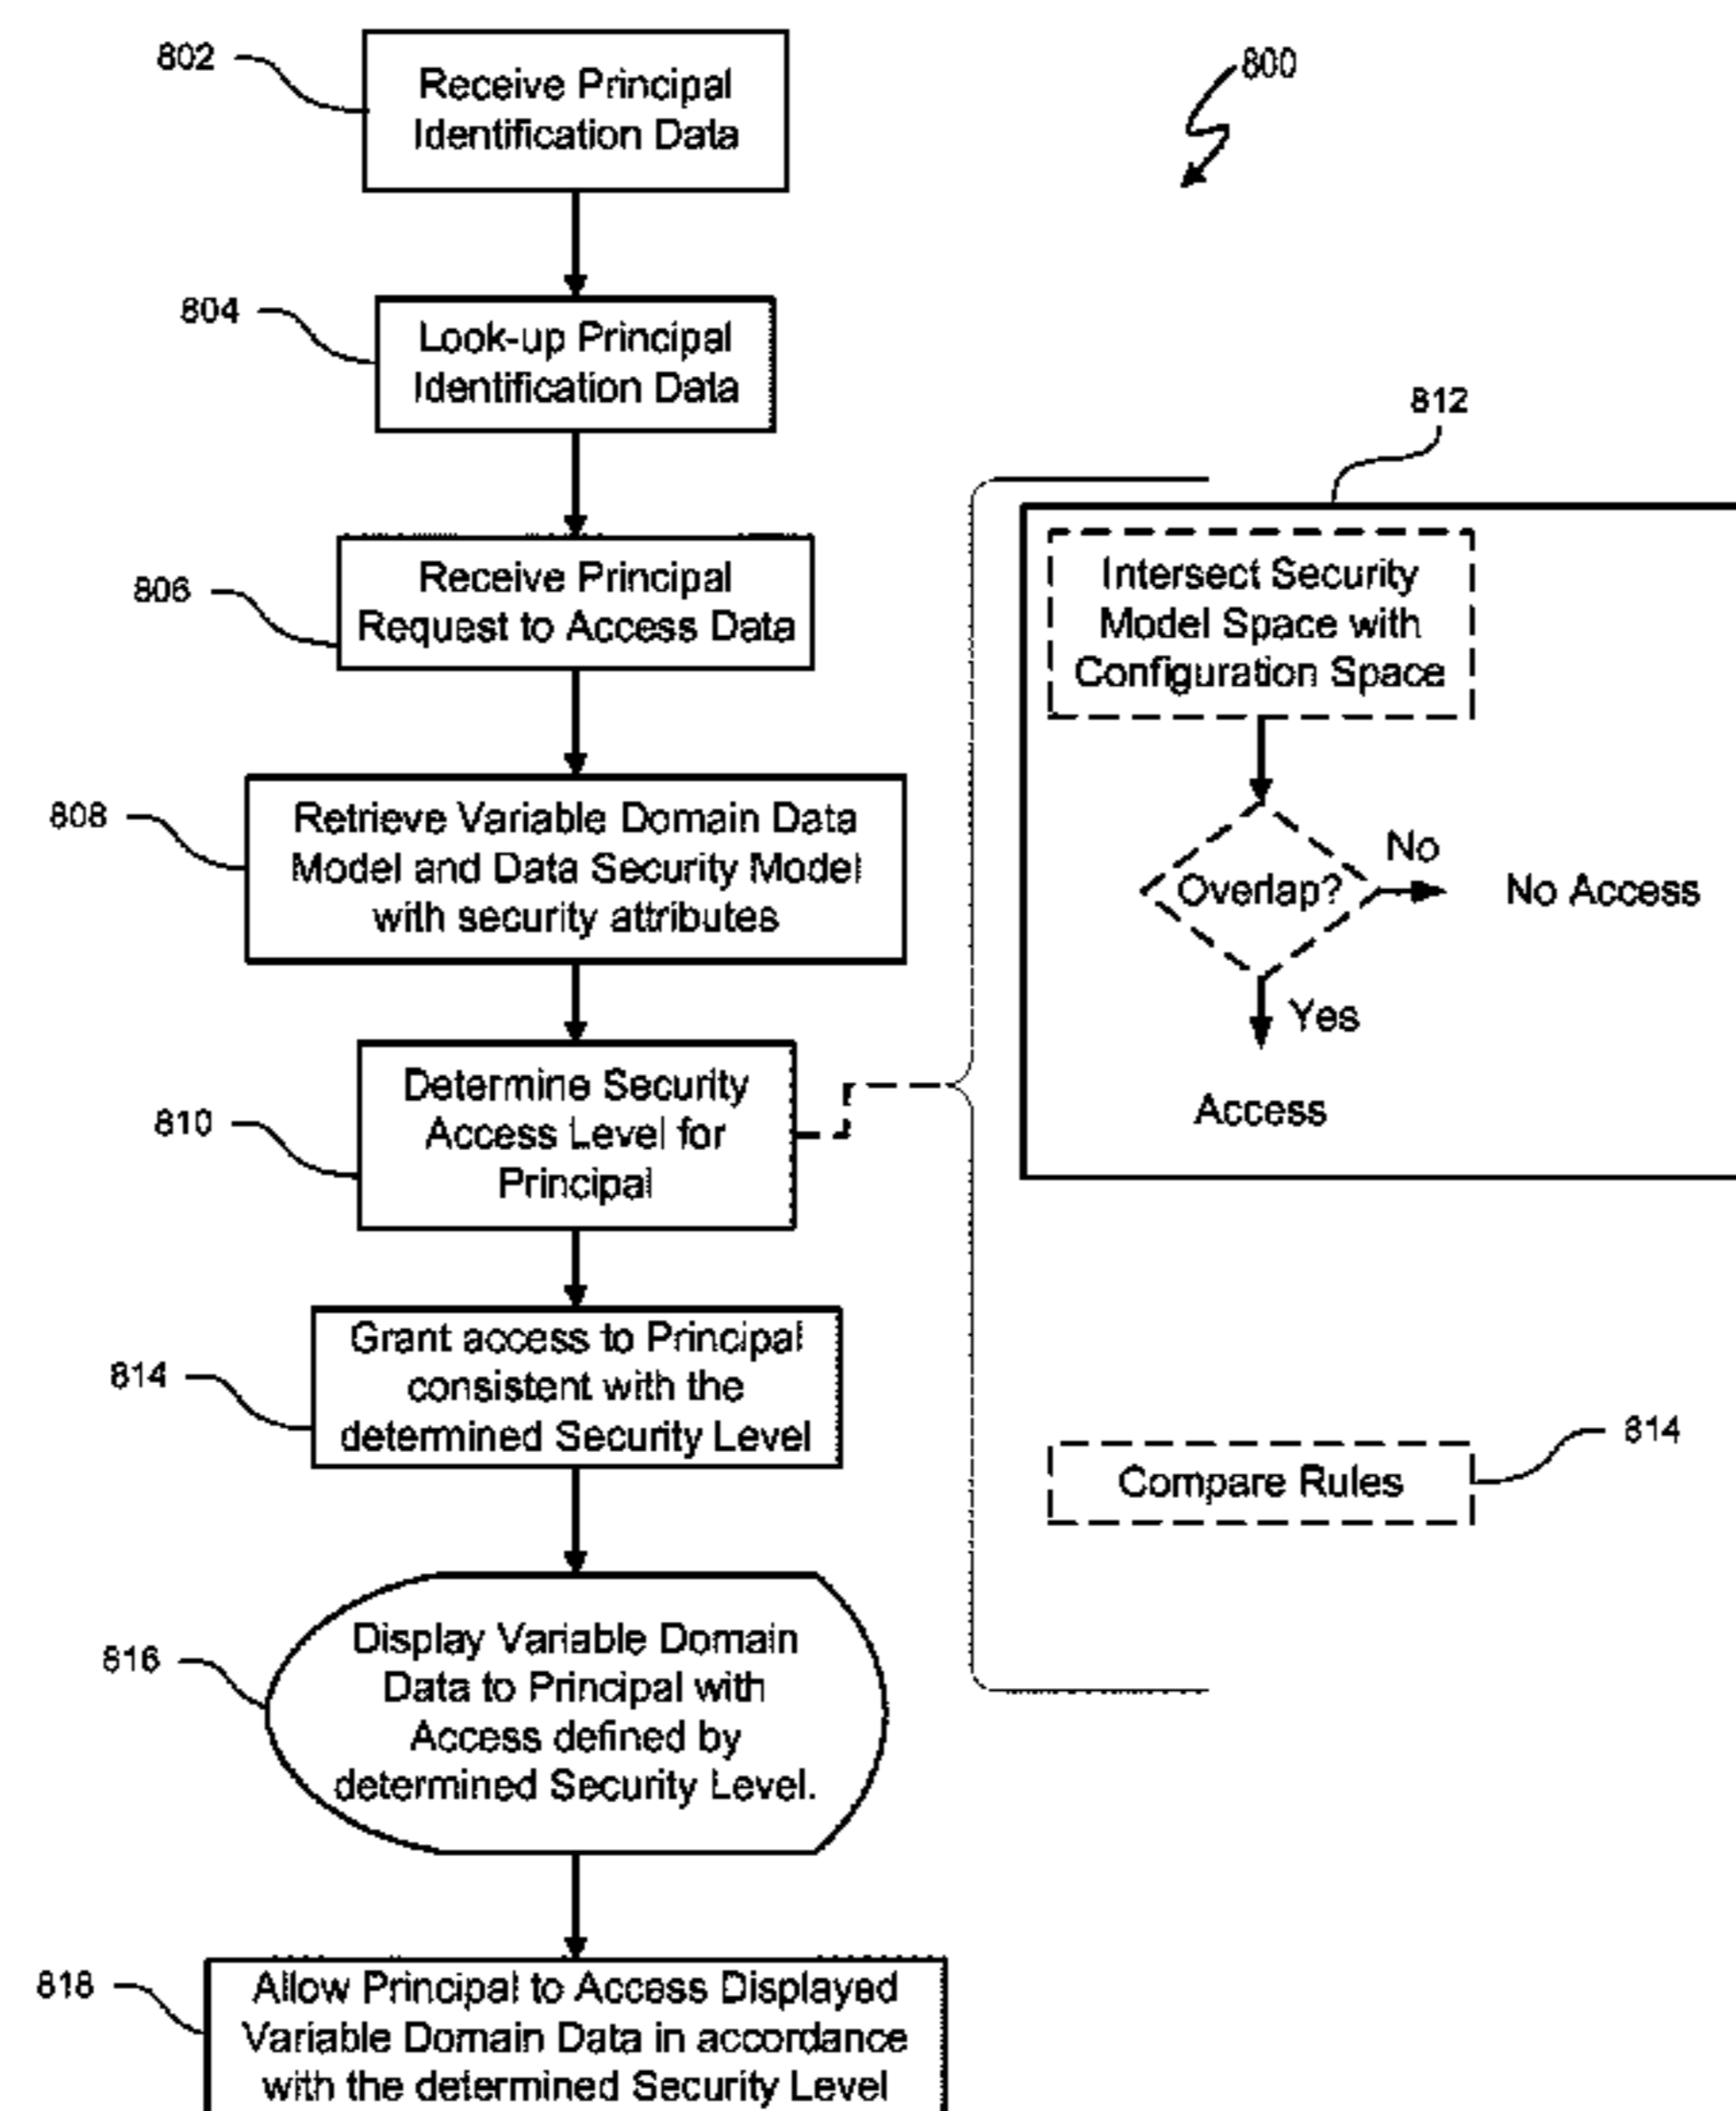 802
Receive Principal
Identification Data
800
804
Look-up Principal
Identification Data
806
Receive Principal
Request to Access Data
808
Retrieve Variable Domain Data
Model and Data Security Model
with security attributes
810
Determine Security
Access Level for
Principal
812
Intersect Security
Model Space with
Configuration Space
Overlap?
No
No Access
Yes
Access
814
Grant access to Principal
consistent with the
determined Security Level
Compare Rules
814
816
Display Variable Domain
Data to Principal with
Access defined by
determined Security Level.
818
Allow Principal to Access Displayed
Variable Domain Data in accordance
with the determined Security Level